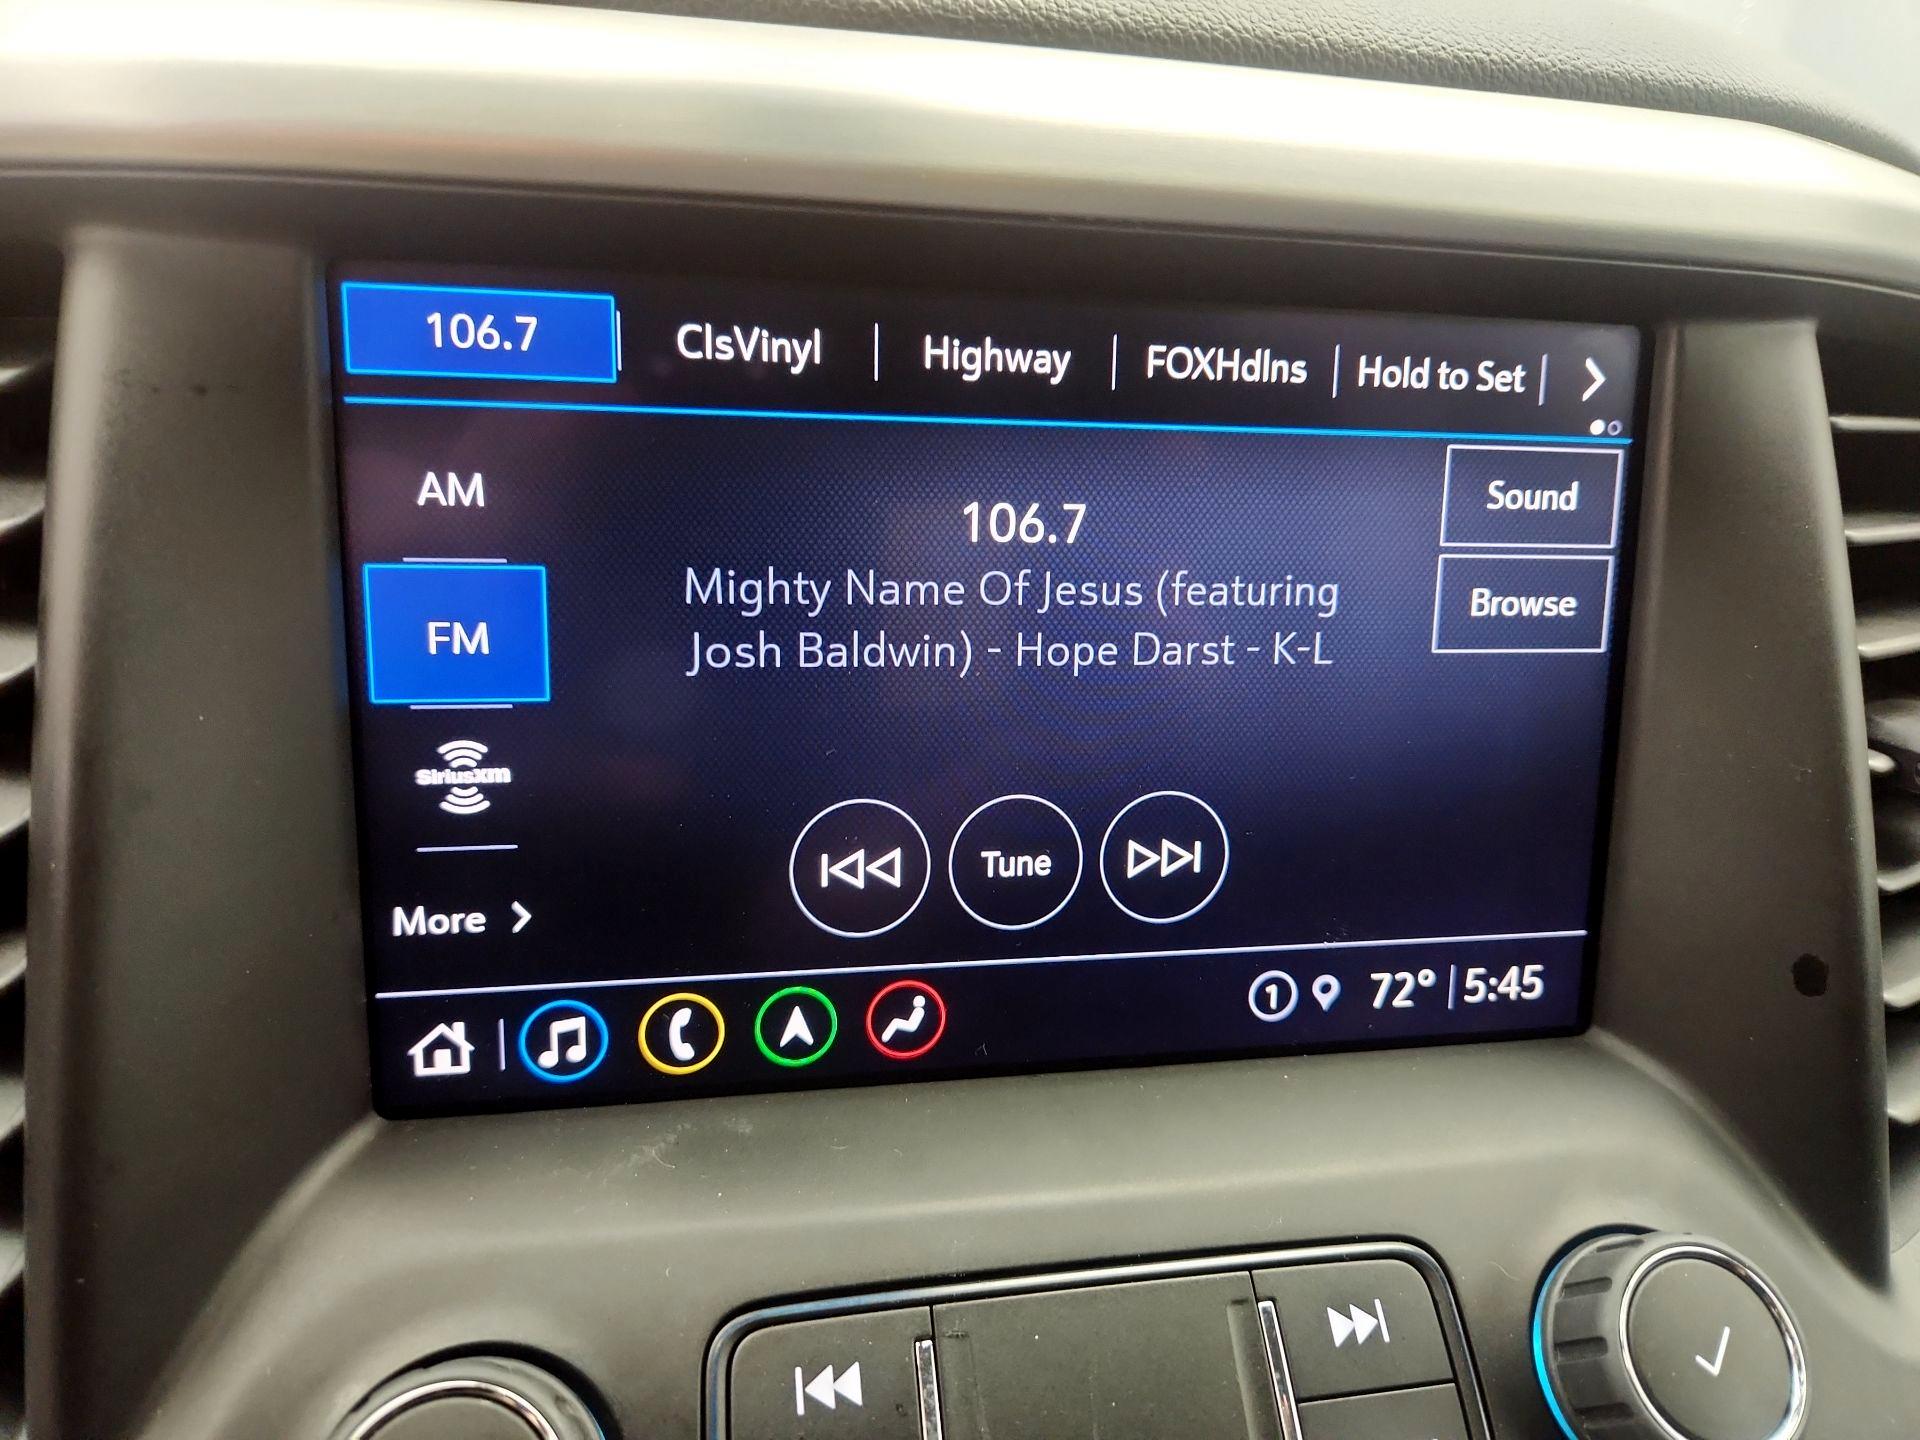 106.7
ClsVinyl
Highway
FOXHdlns
Hold to Set
AM
FM
SiriusXm
More
106.7
Mighty Name Of Jesus (featuring
Josh Baldwin) - Hope Darst - K-L
Sound
Browse
Tune
1
72° 5:45